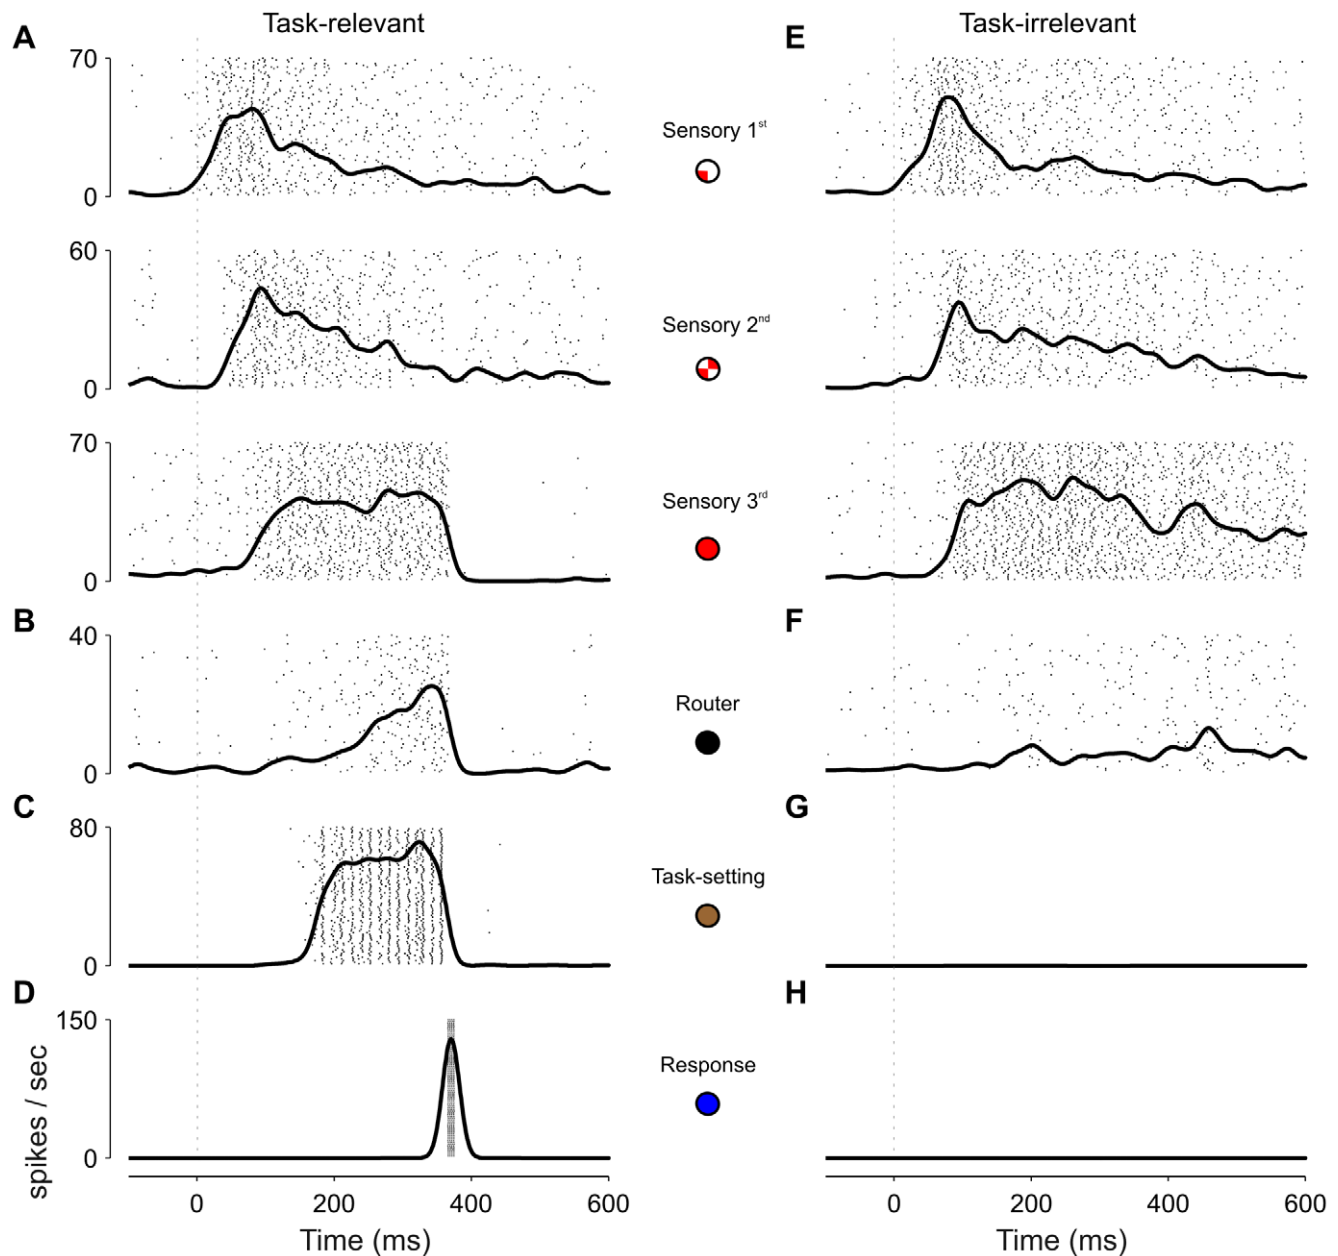 Task-relevant
Task-irrelevant
A
E
70
0
Sensory 1st
60
0
Sensory 2nd
70
0
Sensory 3rd
B
F
40
0
Router
C
G
80
0
Task-setting
D
H
150
0
Response
spikes / sec
0 200 400 600
0 200 400 600
Time (ms)
Time (ms)